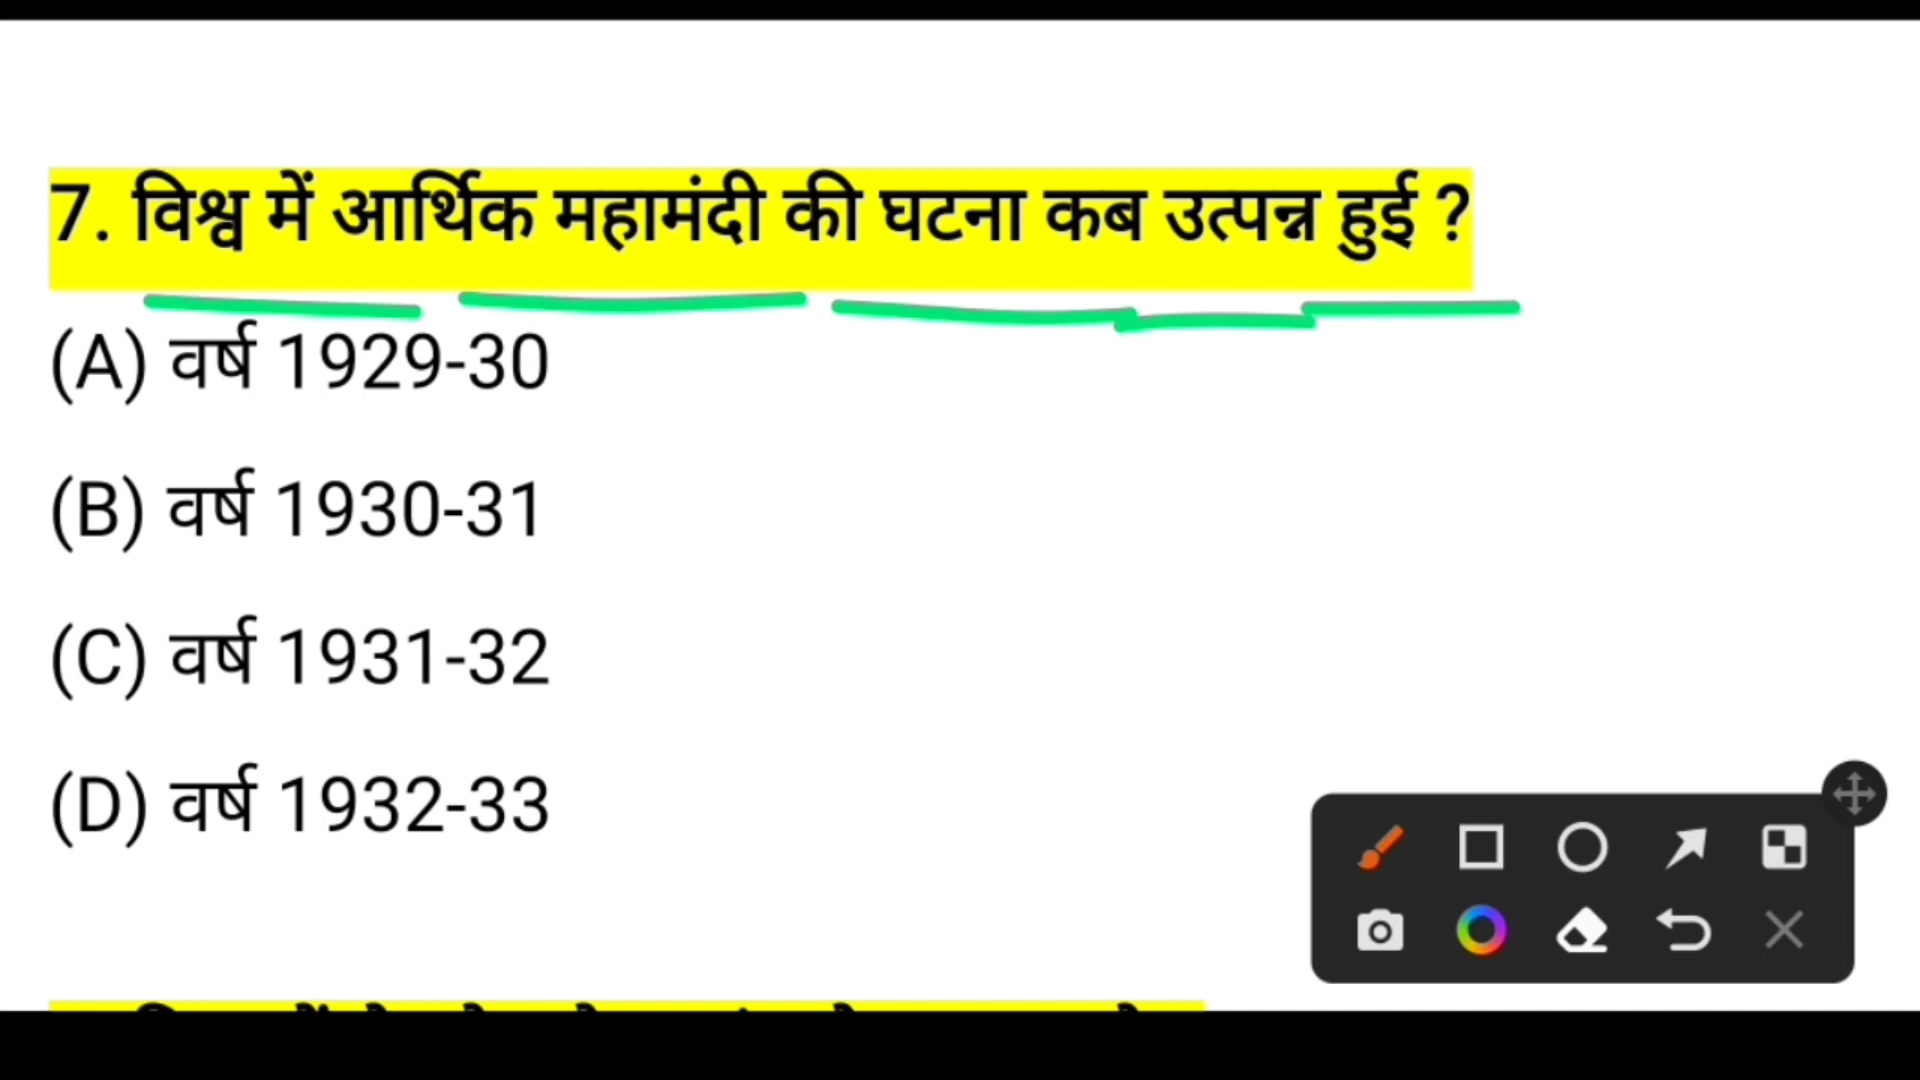 7. विश्व में आर्थिक महामंदी की घटना कब उत्पन्न हुई ?
(A) वर्ष 1929-30
(B) वर्ष 1930-31
(C) वर्ष 1931-32
(D) वर्ष 1932-33